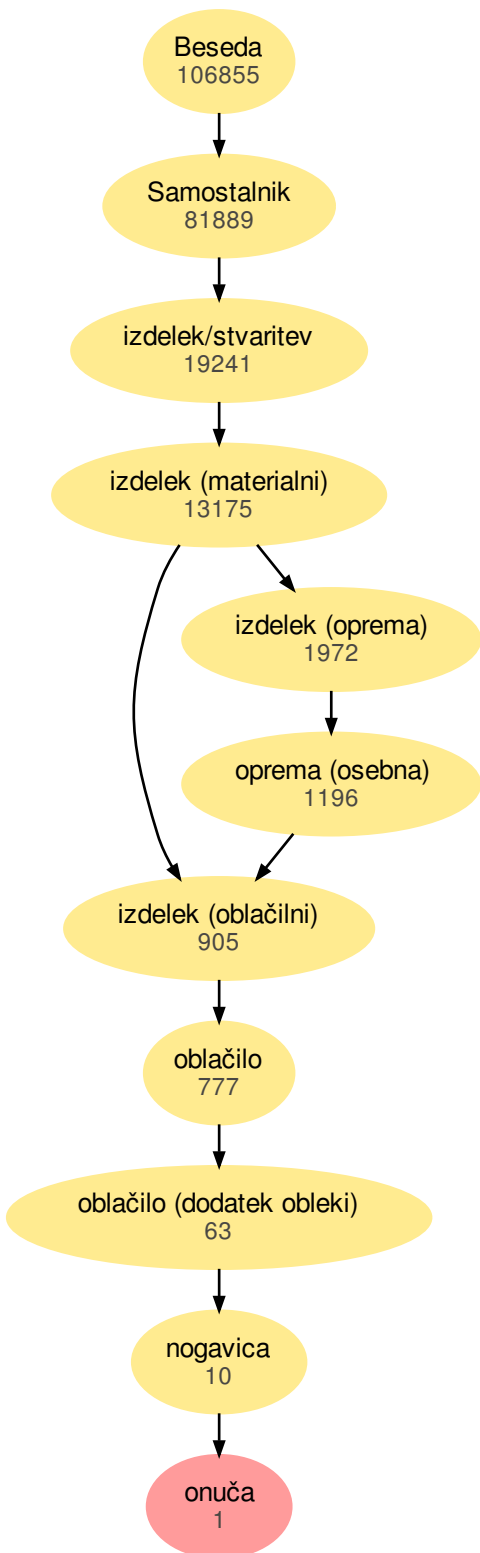 Beseda
106855
Samostalnik
81889
izdelek/stvaritev
19241
izdelek (materialni)
13175
izdelek (oprema)
1972
oprema (osebna)
1196
izdelek (oblačilni)
905
oblačilo
777
oblačilo (dodatek obleki)
63
nogavica
10
onuča
1